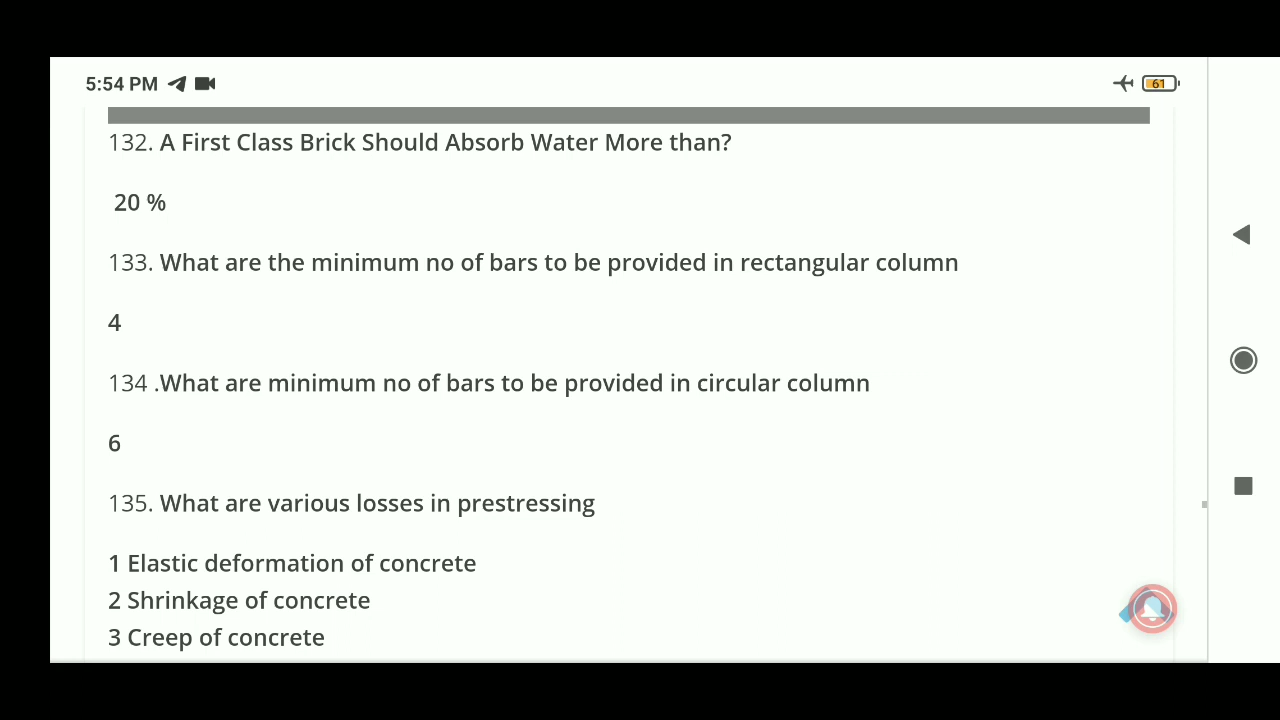 5:54 PM
61
132. A First Class Brick Should Absorb Water More than?
20 %
133. What are the minimum no of bars to be provided in rectangular column
4
134 .What are minimum no of bars to be provided in circular column
6
135. What are various losses in prestressing
1 Elastic deformation of concrete
2 Shrinkage of concrete
3 Creep of concrete